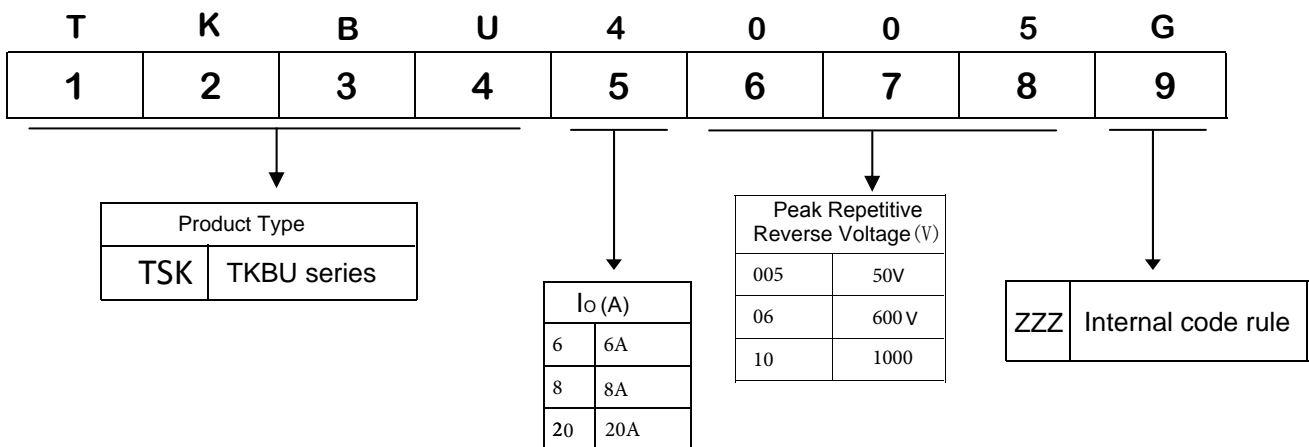 T K B U 4 0 0 5 G
1 2 3 4 5 6 7 8 9
Product Type
TSK TKBU series
Io (A)
6 6A
8 8A
20 20A
Peak Repetitive
Reverse Voltage (V)
005 50V
06 600 V
10 1000
ZZZ Internal code rule